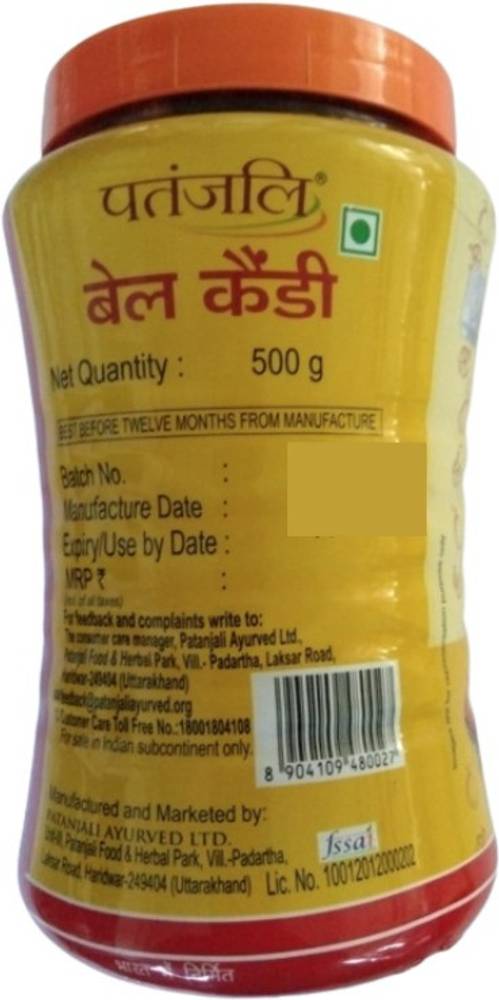 पतंजलि®
बेल कैंडी
Net Quantity : 500 g
BEST BEFORE TWELVE MONTHS FROM MANUFACTURE
Batch No. :
Manufacture Date :
Expiry/Use by Date :
MRP ₹ :
(incl. of all taxes)
For feedback and complaints write to:
The consumer care manager, Patanjali Ayurved Ltd.,
Patanjali Food & Herbal Park, Vill.- Padartha, Laksar Road,
Haridwar-249404 (Uttarakhand)
feedback@patanjaliayurved.org
Customer Care Toll Free No.:18001804108
For sale in Indian subcontinent only.
8 904109 480027
Manufactured and Marketed by:
PATANJALI AYURVED LTD.
Patanjali Food & Herbal Park, Vill.-Padartha,
Laksar Road, Haridwar-249404 (Uttarakhand)
fssai
Lic. No. 10012012000202
भारत में निर्मित